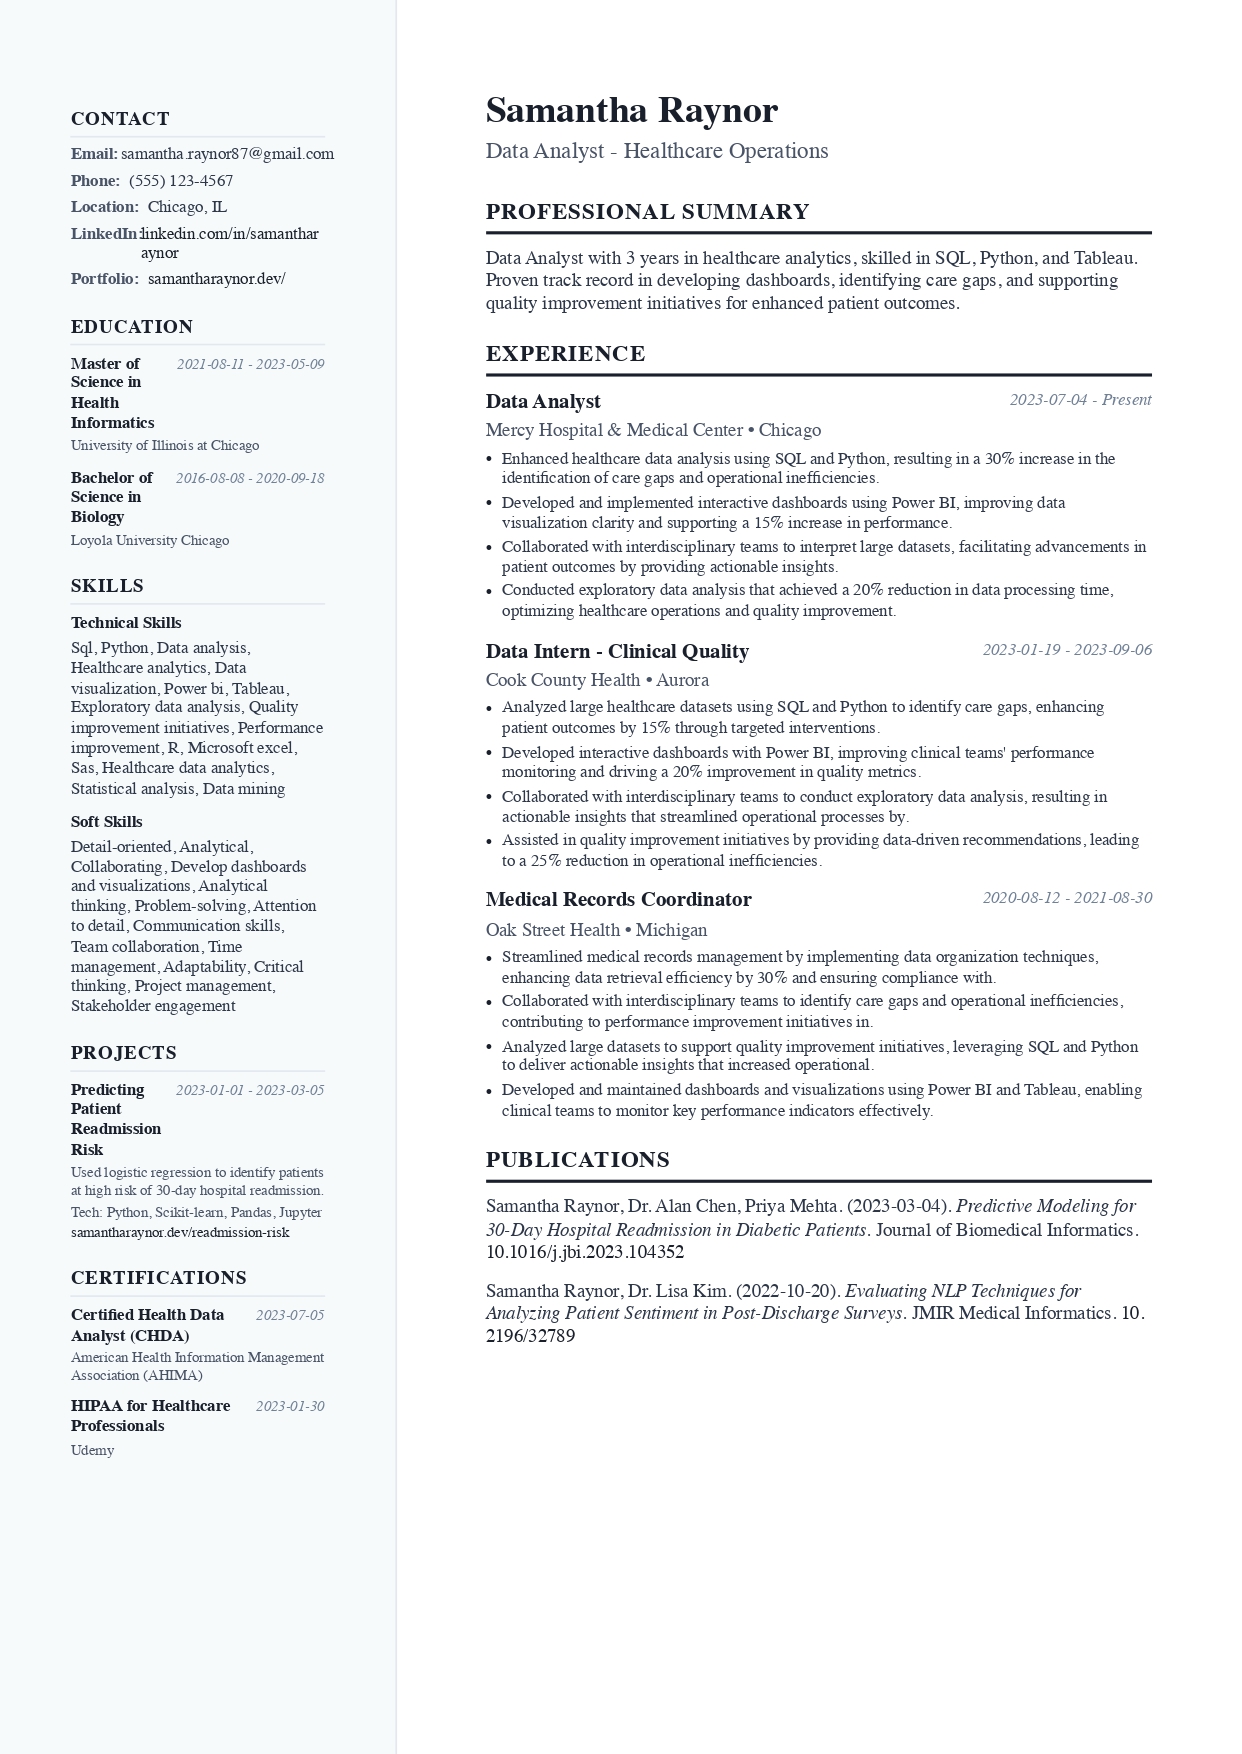 CONTACT
Email: samantha.raynor87@gmail.com
Phone: (555) 123-4567
Location: Chicago, IL
LinkedIn: linkedin.com/in/samanthar
aynor
Portfolio: samantharaynor.dev/
EDUCATION
Master of 2021-08-11 - 2023-05-09
Science in
Health
Informatics
University of Illinois at Chicago
Bachelor of 2016-08-08 - 2020-09-18
Science in
Biology
Loyola University Chicago
SKILLS
Technical Skills
Sql, Python, Data analysis,
Healthcare analytics, Data
visualization, Power bi, Tableau,
Exploratory data analysis, Quality
improvement initiatives, Performance
improvement, R, Microsoft excel,
Sas, Healthcare data analytics,
Statistical analysis, Data mining
Soft Skills
Detail-oriented, Analytical,
Collaborating, Develop dashboards
and visualizations, Analytical
thinking, Problem-solving, Attention
to detail, Communication skills,
Team collaboration, Time
management, Adaptability, Critical
thinking, Project management,
Stakeholder engagement
PROJECTS
Predicting 2023-01-01 - 2023-03-05
Patient
Readmission
Risk
Used logistic regression to identify patients
at high risk of 30-day hospital readmission.
Tech: Python, Scikit-learn, Pandas, Jupyter
samantharaynor.dev/readmission-risk
CERTIFICATIONS
Certified Health Data 2023-07-05
Analyst (CHDA)
American Health Information Management
Association (AHIMA)
HIPAA for Healthcare 2023-01-30
Professionals
Udemy
Samantha Raynor
Data Analyst - Healthcare Operations
PROFESSIONAL SUMMARY
Data Analyst with 3 years in healthcare analytics, skilled in SQL, Python, and Tableau.
Proven track record in developing dashboards, identifying care gaps, and supporting
quality improvement initiatives for enhanced patient outcomes.
EXPERIENCE
Data Analyst 2023-07-04 - Present
Mercy Hospital & Medical Center • Chicago
• Enhanced healthcare data analysis using SQL and Python, resulting in a 30% increase in the
identification of care gaps and operational inefficiencies.
• Developed and implemented interactive dashboards using Power BI, improving data
visualization clarity and supporting a 15% increase in performance.
• Collaborated with interdisciplinary teams to interpret large datasets, facilitating advancements in
patient outcomes by providing actionable insights.
• Conducted exploratory data analysis that achieved a 20% reduction in data processing time,
optimizing healthcare operations and quality improvement.
Data Intern - Clinical Quality 2023-01-19 - 2023-09-06
Cook County Health • Aurora
• Analyzed large healthcare datasets using SQL and Python to identify care gaps, enhancing
patient outcomes by 15% through targeted interventions.
• Developed interactive dashboards with Power BI, improving clinical teams' performance
monitoring and driving a 20% improvement in quality metrics.
• Collaborated with interdisciplinary teams to conduct exploratory data analysis, resulting in
actionable insights that streamlined operational processes by.
• Assisted in quality improvement initiatives by providing data-driven recommendations, leading
to a 25% reduction in operational inefficiencies.
Medical Records Coordinator 2020-08-12 - 2021-08-30
Oak Street Health • Michigan
• Streamlined medical records management by implementing data organization techniques,
enhancing data retrieval efficiency by 30% and ensuring compliance with.
• Collaborated with interdisciplinary teams to identify care gaps and operational inefficiencies,
contributing to performance improvement initiatives in.
• Analyzed large datasets to support quality improvement initiatives, leveraging SQL and Python
to deliver actionable insights that increased operational.
• Developed and maintained dashboards and visualizations using Power BI and Tableau, enabling
clinical teams to monitor key performance indicators effectively.
PUBLICATIONS
Samantha Raynor, Dr. Alan Chen, Priya Mehta. (2023-03-04). Predictive Modeling for
30-Day Hospital Readmission in Diabetic Patients. Journal of Biomedical Informatics.
10.1016/j.jbi.2023.104352
Samantha Raynor, Dr. Lisa Kim. (2022-10-20). Evaluating NLP Techniques for
Analyzing Patient Sentiment in Post-Discharge Surveys. JMIR Medical Informatics. 10.
2196/32789